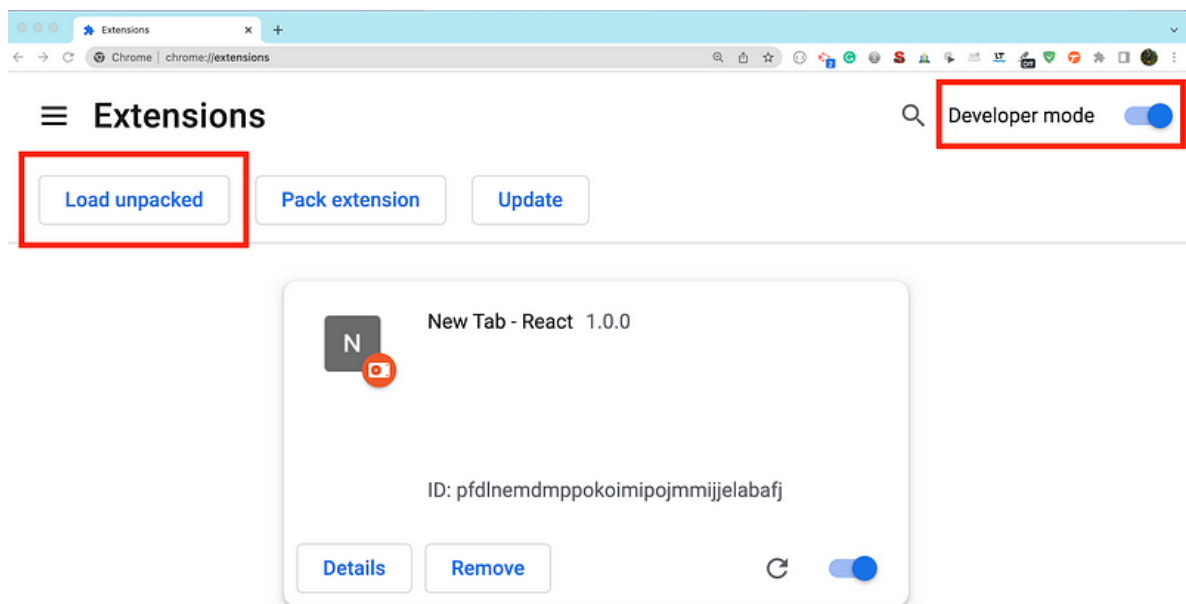 Extensions
Chrome | chrome://extensions
Extensions
Developer mode
Load unpacked
Pack extension
Update
N
New Tab - React 1.0.0
ID: pfdlnemdmppokoimipojmmijjelabafj
Details
Remove